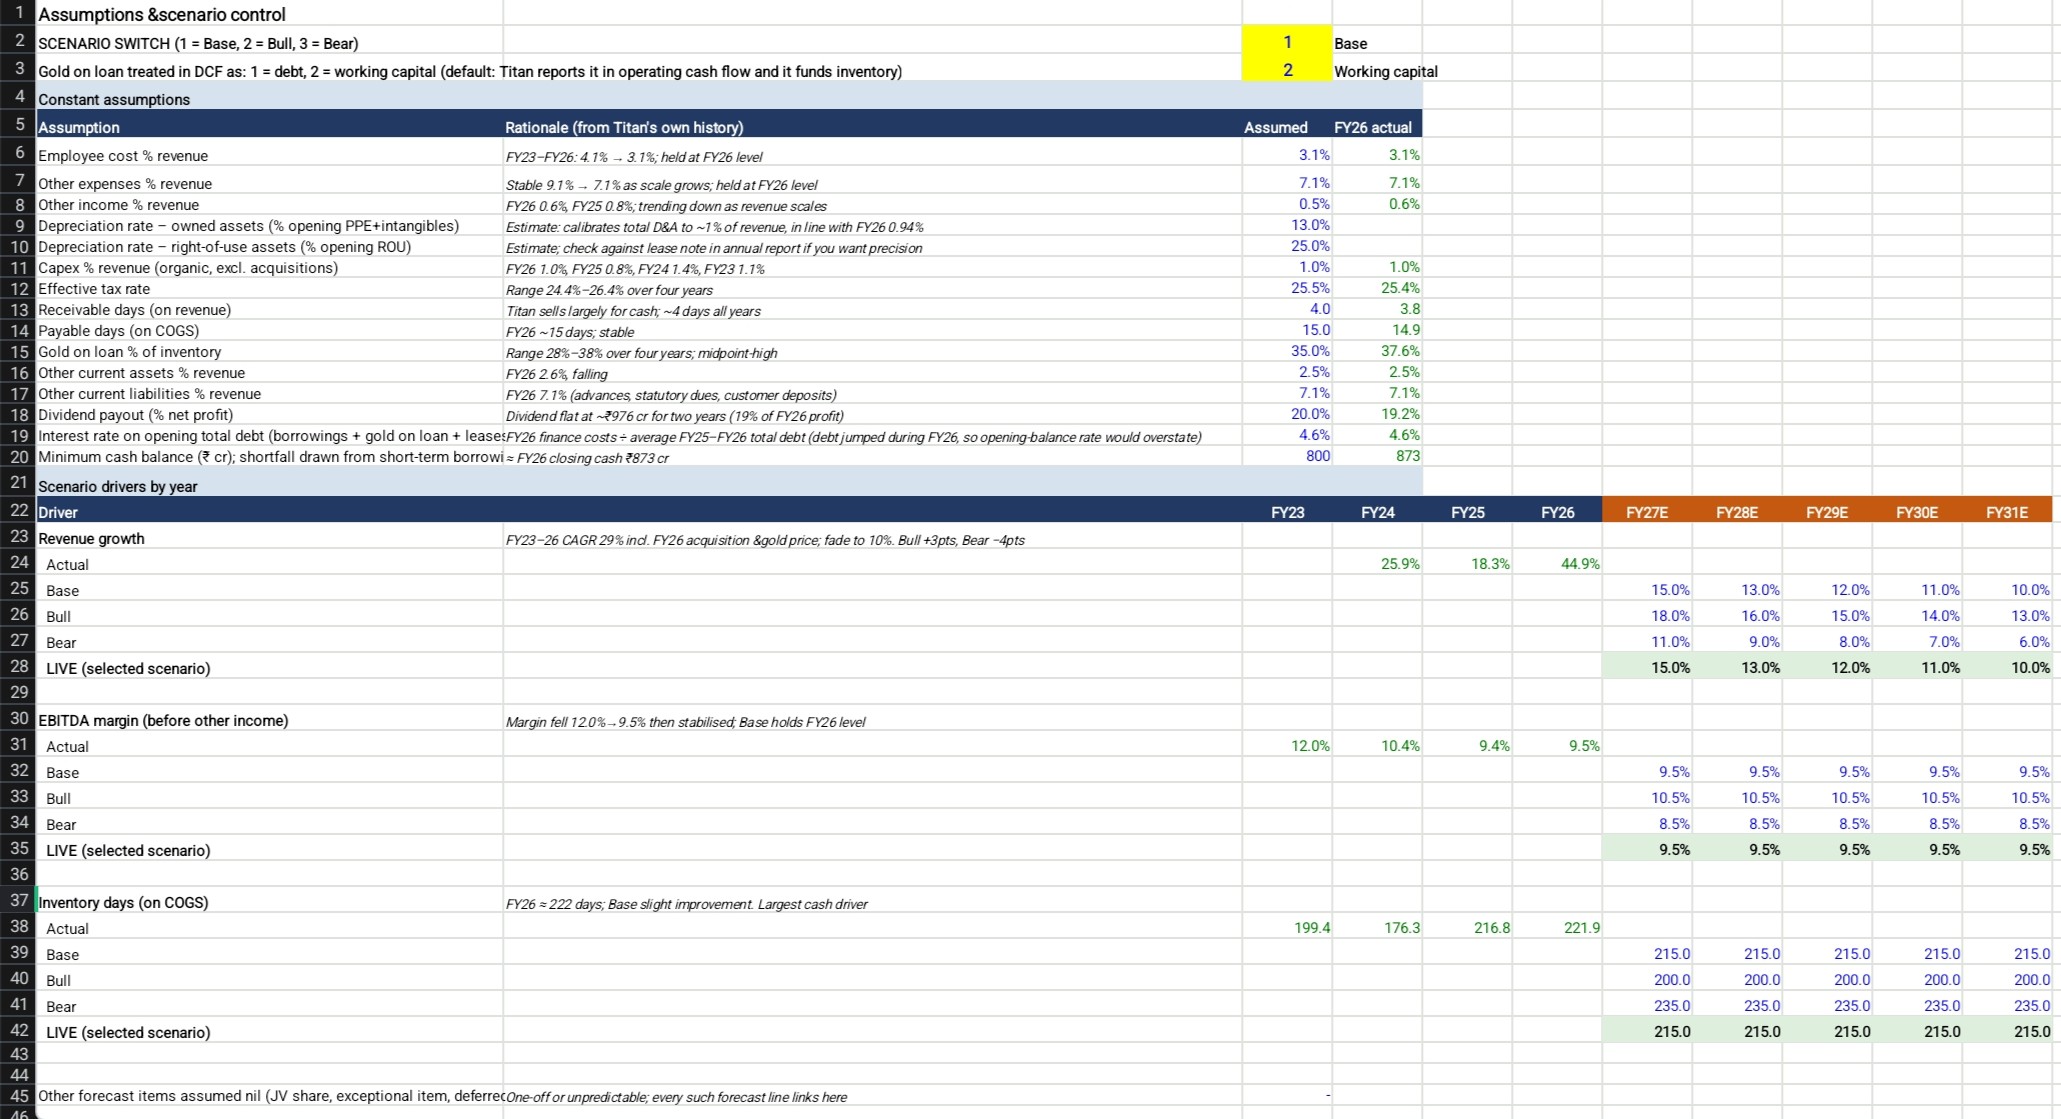 1 Assumptions &scenario control
2 SCENARIO SWITCH (1 = Base, 2 = Bull, 3 = Bear) 1 Base
3 Gold on loan treated in DCF as: 1 = debt, 2 = working capital (default: Titan reports it in operating cash flow and it funds inventory) 2 Working capital
4 Constant assumptions
5 Assumption Rationale (from Titan's own history) Assumed FY26 actual
6 Employee cost % revenue FY23–FY26: 4.1% → 3.1%; held at FY26 level 3.1% 3.1%
7 Other expenses % revenue Stable 9.1% → 7.1% as scale grows; held at FY26 level 7.1% 7.1%
8 Other income % revenue FY26 0.6%, FY25 0.8%; trending down as revenue scales 0.5% 0.6%
9 Depreciation rate – owned assets (% opening PPE+intangibles) Estimate: calibrates total D&A to ~1% of revenue, in line with FY26 0.94% 13.0%
10 Depreciation rate – right-of-use assets (% opening ROU) Estimate; check against lease note in annual report if you want precision 25.0%
11 Capex % revenue (organic, excl. acquisitions) FY26 1.0%, FY25 0.8%, FY24 1.4%, FY23 1.1% 1.0% 1.0%
12 Effective tax rate Range 24.4%–26.4% over four years 25.5% 25.4%
13 Receivable days (on revenue) Titan sells largely for cash; ~4 days all years 4.0 3.8
14 Payable days (on COGS) FY26 ~15 days; stable 15.0 14.9
15 Gold on loan % of inventory Range 28%–38% over four years; midpoint-high 35.0% 37.6%
16 Other current assets % revenue FY26 2.6%, falling 2.5% 2.5%
17 Other current liabilities % revenue FY26 7.1% (advances, statutory dues, customer deposits) 7.1% 7.1%
18 Dividend payout (% net profit) Dividend flat at ~₹976 cr for two years (19% of FY26 profit) 20.0% 19.2%
19 Interest rate on opening total debt (borrowings + gold on loan + leases FY26 finance costs ÷ average FY25–FY26 total debt (debt jumped during FY26, so opening-balance rate would overstate) 4.6% 4.6%
20 Minimum cash balance (₹ cr); shortfall drawn from short-term borrowi ≈ FY26 closing cash ₹873 cr 800 873
21 Scenario drivers by year
22 Driver FY23 FY24 FY25 FY26 FY27E FY28E FY29E FY30E FY31E
23 Revenue growth FY23–26 CAGR 29% incl. FY26 acquisition &gold price; fade to 10%. Bull +3pts, Bear −4pts
24 Actual 25.9% 18.3% 44.9%
25 Base 15.0% 13.0% 12.0% 11.0% 10.0%
26 Bull 18.0% 16.0% 15.0% 14.0% 13.0%
27 Bear 11.0% 9.0% 8.0% 7.0% 6.0%
28 LIVE (selected scenario) 15.0% 13.0% 12.0% 11.0% 10.0%
29
30 EBITDA margin (before other income) Margin fell 12.0%→9.5% then stabilised; Base holds FY26 level
31 Actual 12.0% 10.4% 9.4% 9.5%
32 Base 9.5% 9.5% 9.5% 9.5% 9.5%
33 Bull 10.5% 10.5% 10.5% 10.5% 10.5%
34 Bear 8.5% 8.5% 8.5% 8.5% 8.5%
35 LIVE (selected scenario) 9.5% 9.5% 9.5% 9.5% 9.5%
36
37 Inventory days (on COGS) FY26 ≈ 222 days; Base slight improvement. Largest cash driver
38 Actual 199.4 176.3 216.8 221.9
39 Base 215.0 215.0 215.0 215.0 215.0
40 Bull 200.0 200.0 200.0 200.0 200.0
41 Bear 235.0 235.0 235.0 235.0 235.0
42 LIVE (selected scenario) 215.0 215.0 215.0 215.0 215.0
43
44
45 Other forecast items assumed nil (JV share, exceptional item, deferred One-off or unpredictable; every such forecast line links here -
46